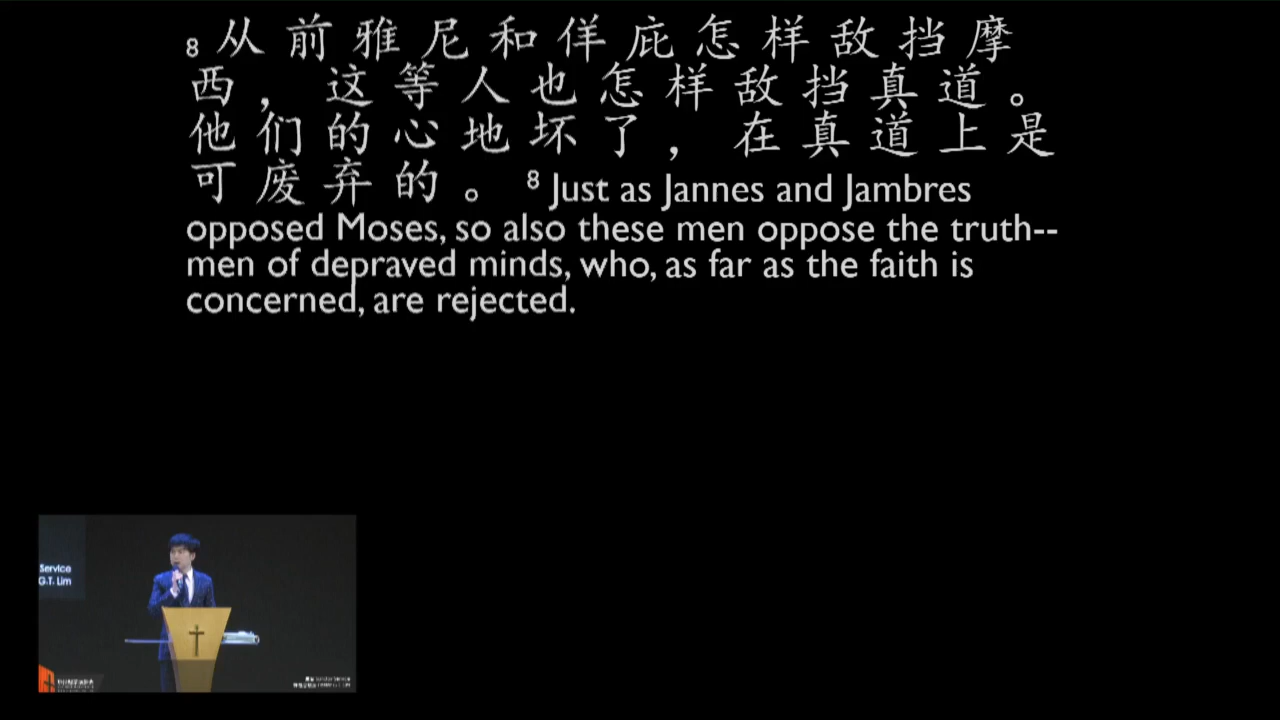 8 从前雅尼和佯庇怎样敌挡摩
西，这等人也怎样敌挡真道。
他们的心地坏了，在真道上是
可废弃的。 8 Just as Jannes and Jambres
opposed Moses, so also these men oppose the truth--
men of depraved minds, who, as far as the faith is
concerned, are rejected.
Service
G.T. Lim